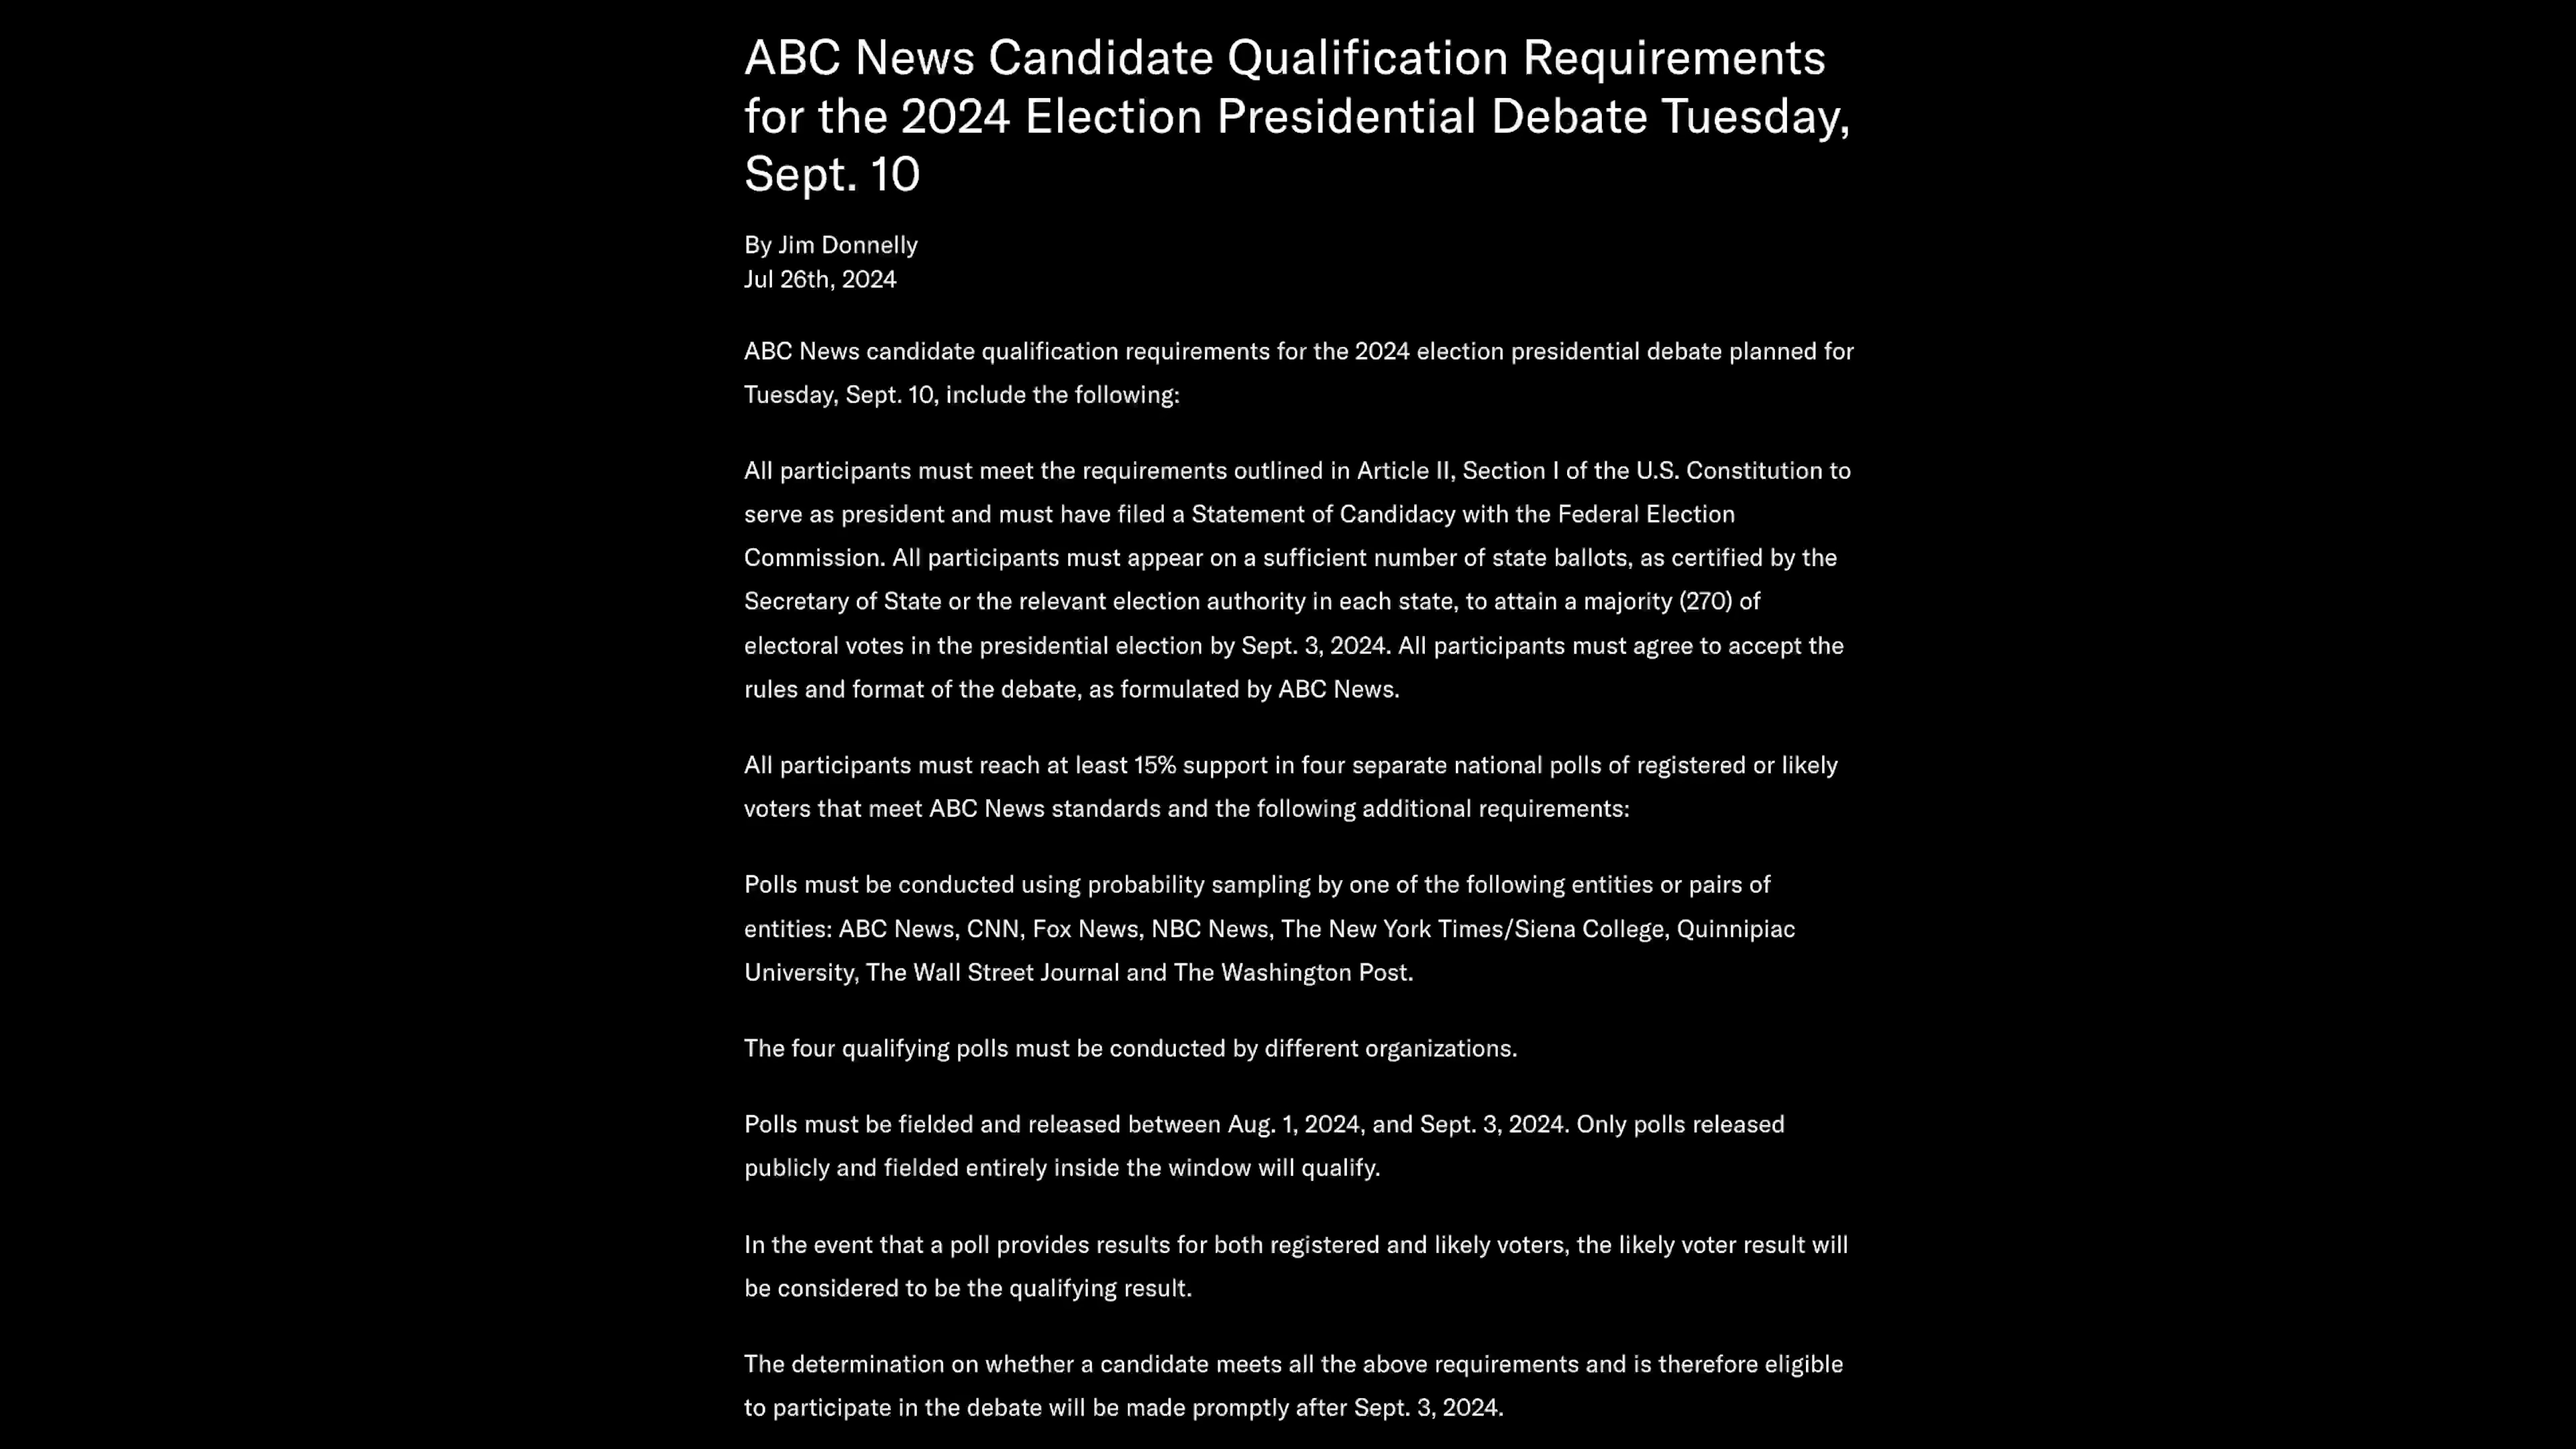 ABC News Candidate Qualification Requirements
for the 2024 Election Presidential Debate Tuesday,
Sept. 10
By Jim Donnelly
Jul 26th, 2024
ABC News candidate qualification requirements for the 2024 election presidential debate planned for
Tuesday, Sept. 10, include the following:
All participants must meet the requirements outlined in Article II, Section I of the U.S. Constitution to
serve as president and must have filed a Statement of Candidacy with the Federal Election
Commission. All participants must appear on a sufficient number of state ballots, as certified by the
Secretary of State or the relevant election authority in each state, to attain a majority (270) of
electoral votes in the presidential election by Sept. 3, 2024. All participants must agree to accept the
rules and format of the debate, as formulated by ABC News.
All participants must reach at least 15% support in four separate national polls of registered or likely
voters that meet ABC News standards and the following additional requirements:
Polls must be conducted using probability sampling by one of the following entities or pairs of
entities: ABC News, CNN, Fox News, NBC News, The New York Times/Siena College, Quinnipiac
University, The Wall Street Journal and The Washington Post.
The four qualifying polls must be conducted by different organizations.
Polls must be fielded and released between Aug. 1, 2024, and Sept. 3, 2024. Only polls released
publicly and fielded entirely inside the window will qualify.
In the event that a poll provides results for both registered and likely voters, the likely voter result will
be considered to be the qualifying result.
The determination on whether a candidate meets all the above requirements and is therefore eligible
to participate in the debate will be made promptly after Sept. 3, 2024.